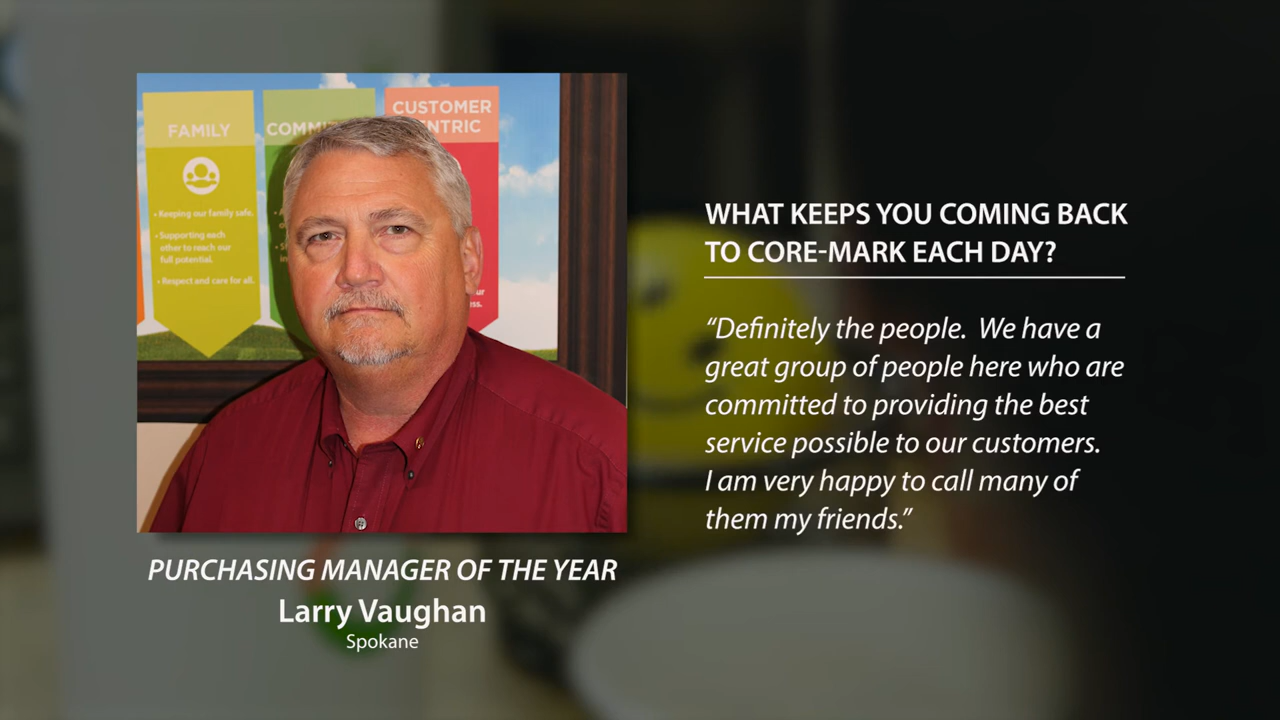 FAMILY
• Keeping our family safe.
• Supporting each
other to reach our
full potential.
• Respect and care for all.
CUSTOMER
WHAT KEEPS YOU COMING BACK
TO CORE-MARK EACH DAY?
“Definitely the people.  We have a
great group of people here who are
committed to providing the best
service possible to our customers.
I am very happy to call many of
them my friends.”
PURCHASING MANAGER OF THE YEAR
Larry Vaughan
Spokane